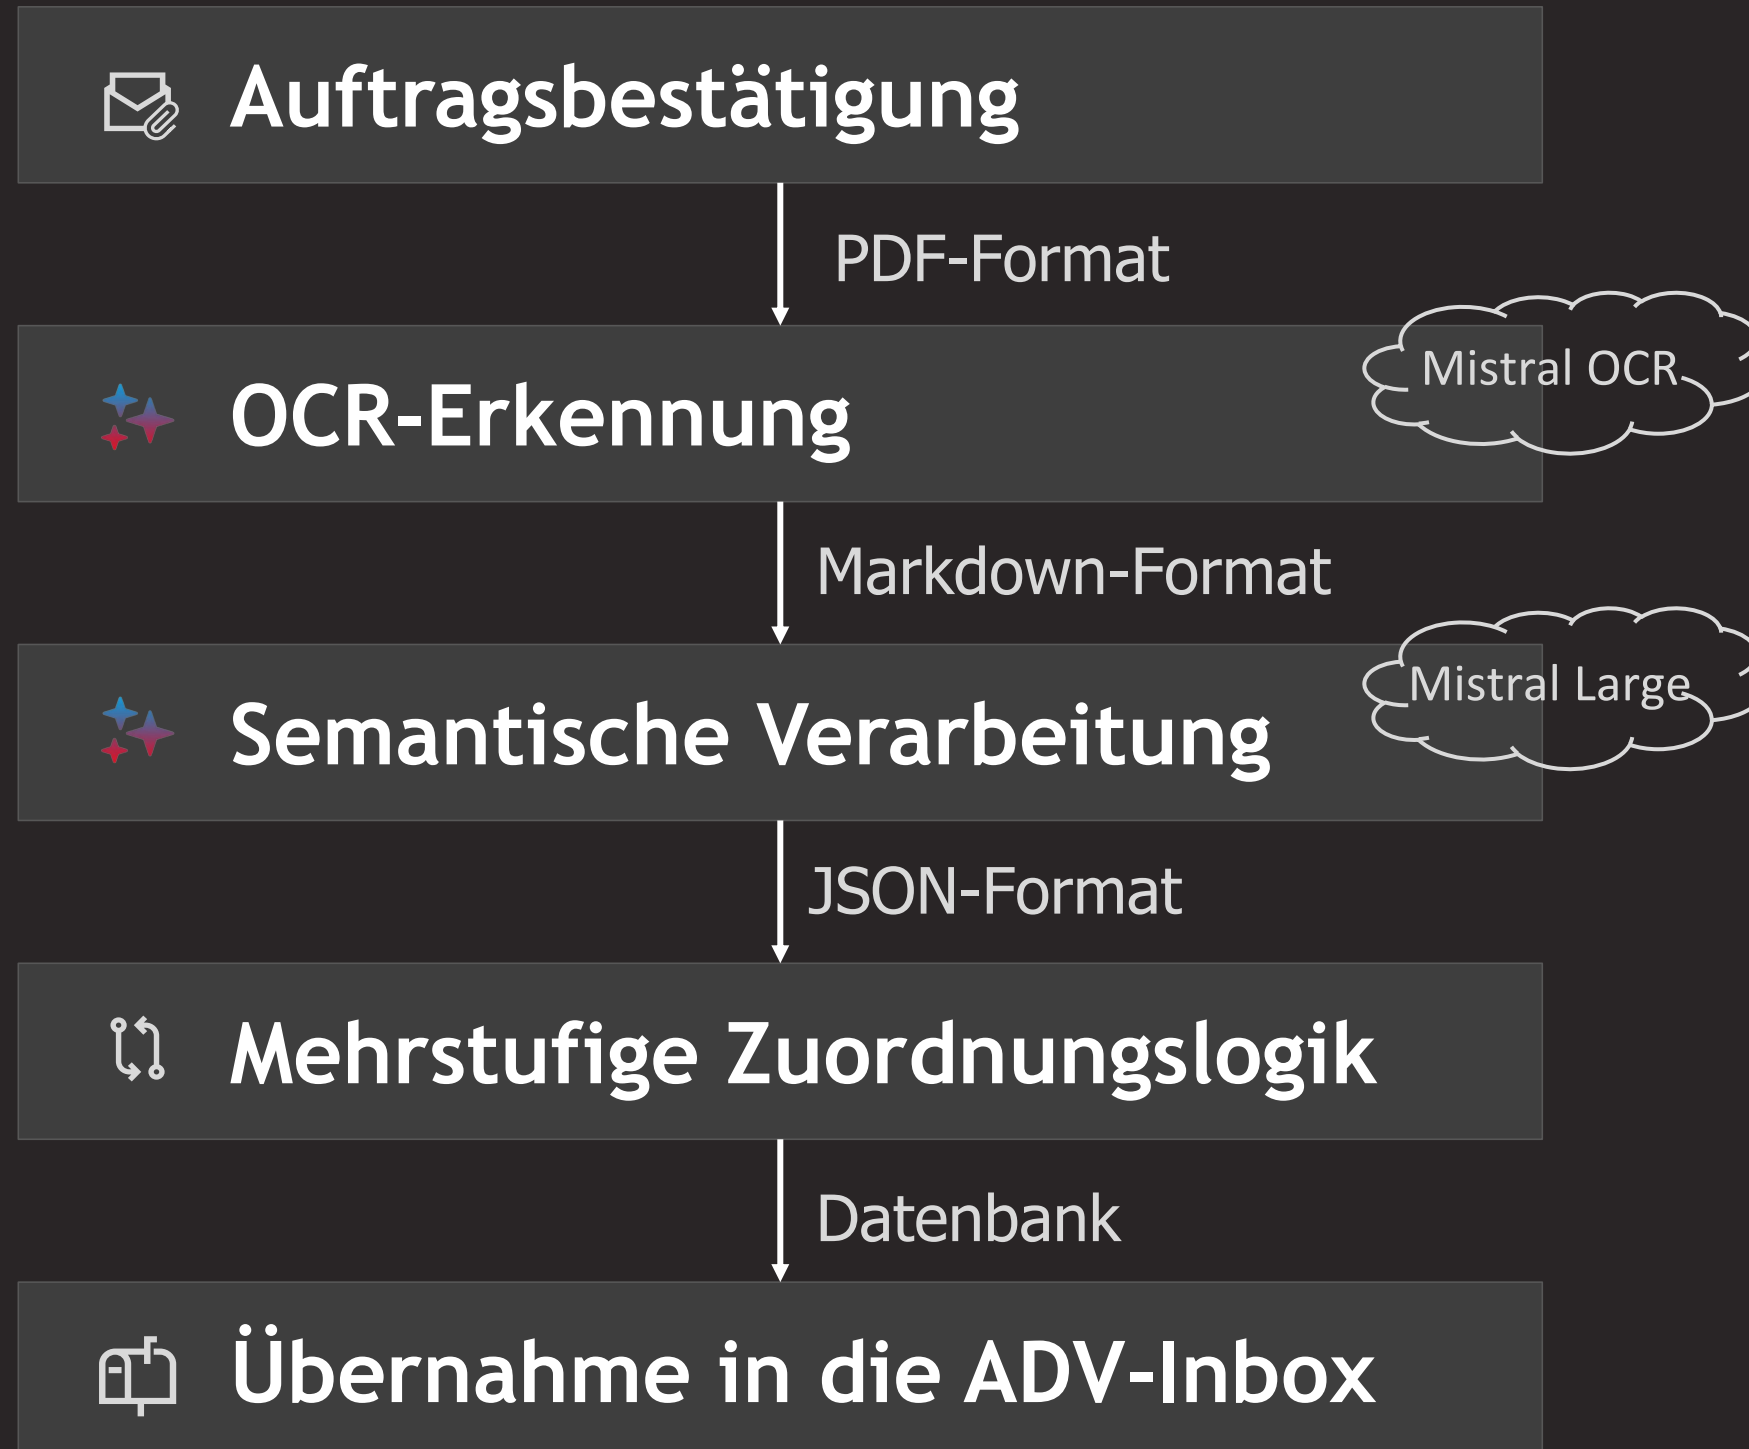 Auftragsbestätigung
PDF-Format
Mistral OCR
OCR-Erkennung
Markdown-Format
Mistral Large
Semantische Verarbeitung
JSON-Format
Mehrstufige Zuordnungslogik
Datenbank
Übernahme in die ADV-Inbox